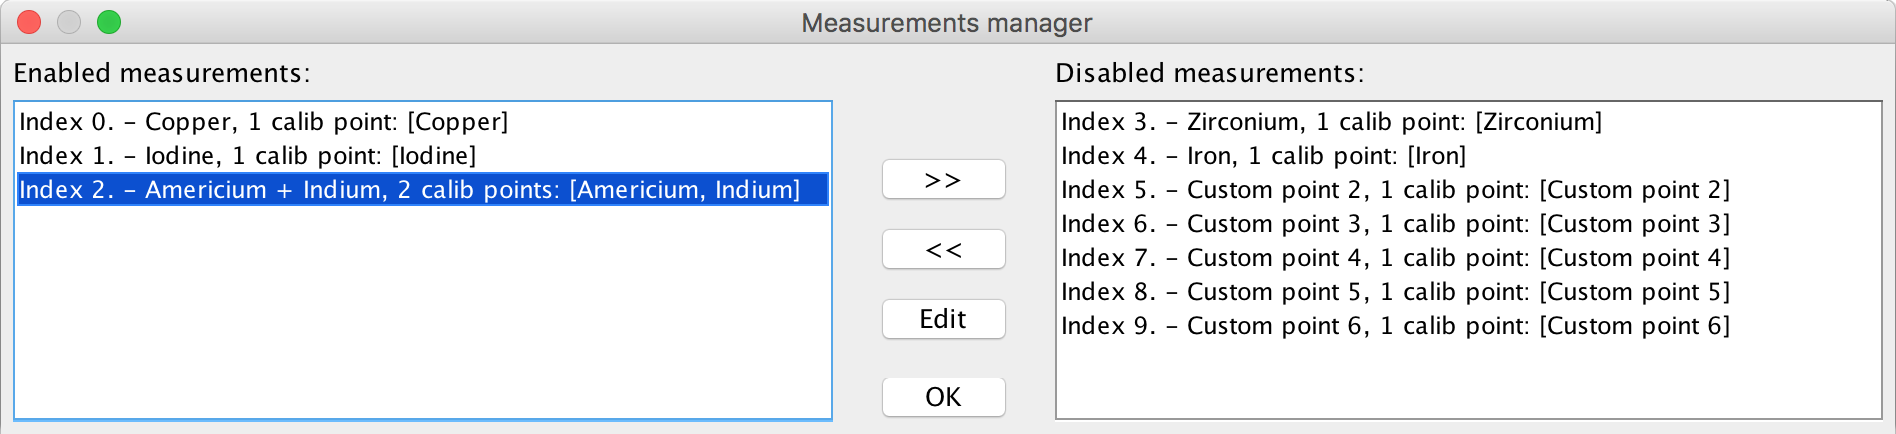 Measurements manager
Enabled measurements:
Index 0. – Copper, 1 calib point: [Copper]
Index 1. – Iodine, 1 calib point: [Iodine]
Index 2. – Americium + Indium, 2 calib points: [Americium, Indium]
>>
<<
Edit
OK
Disabled measurements:
Index 3. – Zirconium, 1 calib point: [Zirconium]
Index 4. – Iron, 1 calib point: [Iron]
Index 5. – Custom point 2, 1 calib point: [Custom point 2]
Index 6. – Custom point 3, 1 calib point: [Custom point 3]
Index 7. – Custom point 4, 1 calib point: [Custom point 4]
Index 8. – Custom point 5, 1 calib point: [Custom point 5]
Index 9. – Custom point 6, 1 calib point: [Custom point 6]